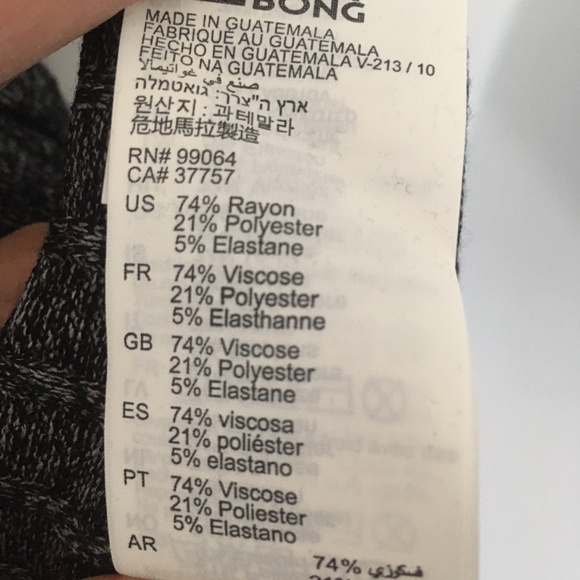 BONG
MADE IN GUATEMALA
FABRIQUÉ AU GUATEMALA
HECHO EN GUATEMALA V-213 / 10
FEITO NA GUATEMALA
صنع في غواتيمالا
ארץ ה"צרר: גואטמלה
원산지 : 과테말라
危地馬拉製造
RN# 99064
CA# 37757
US 74% Rayon
21% Polyester
5% Elastane
FR 74% Viscose
21% Polyester
5% Elasthanne
GB 74% Viscose
21% Polyester
5% Elastane
ES 74% viscosa
21% poliéster
5% elastano
PT 74% Viscose
21% Poliester
5% Elastano
AR
74% فسكوزي